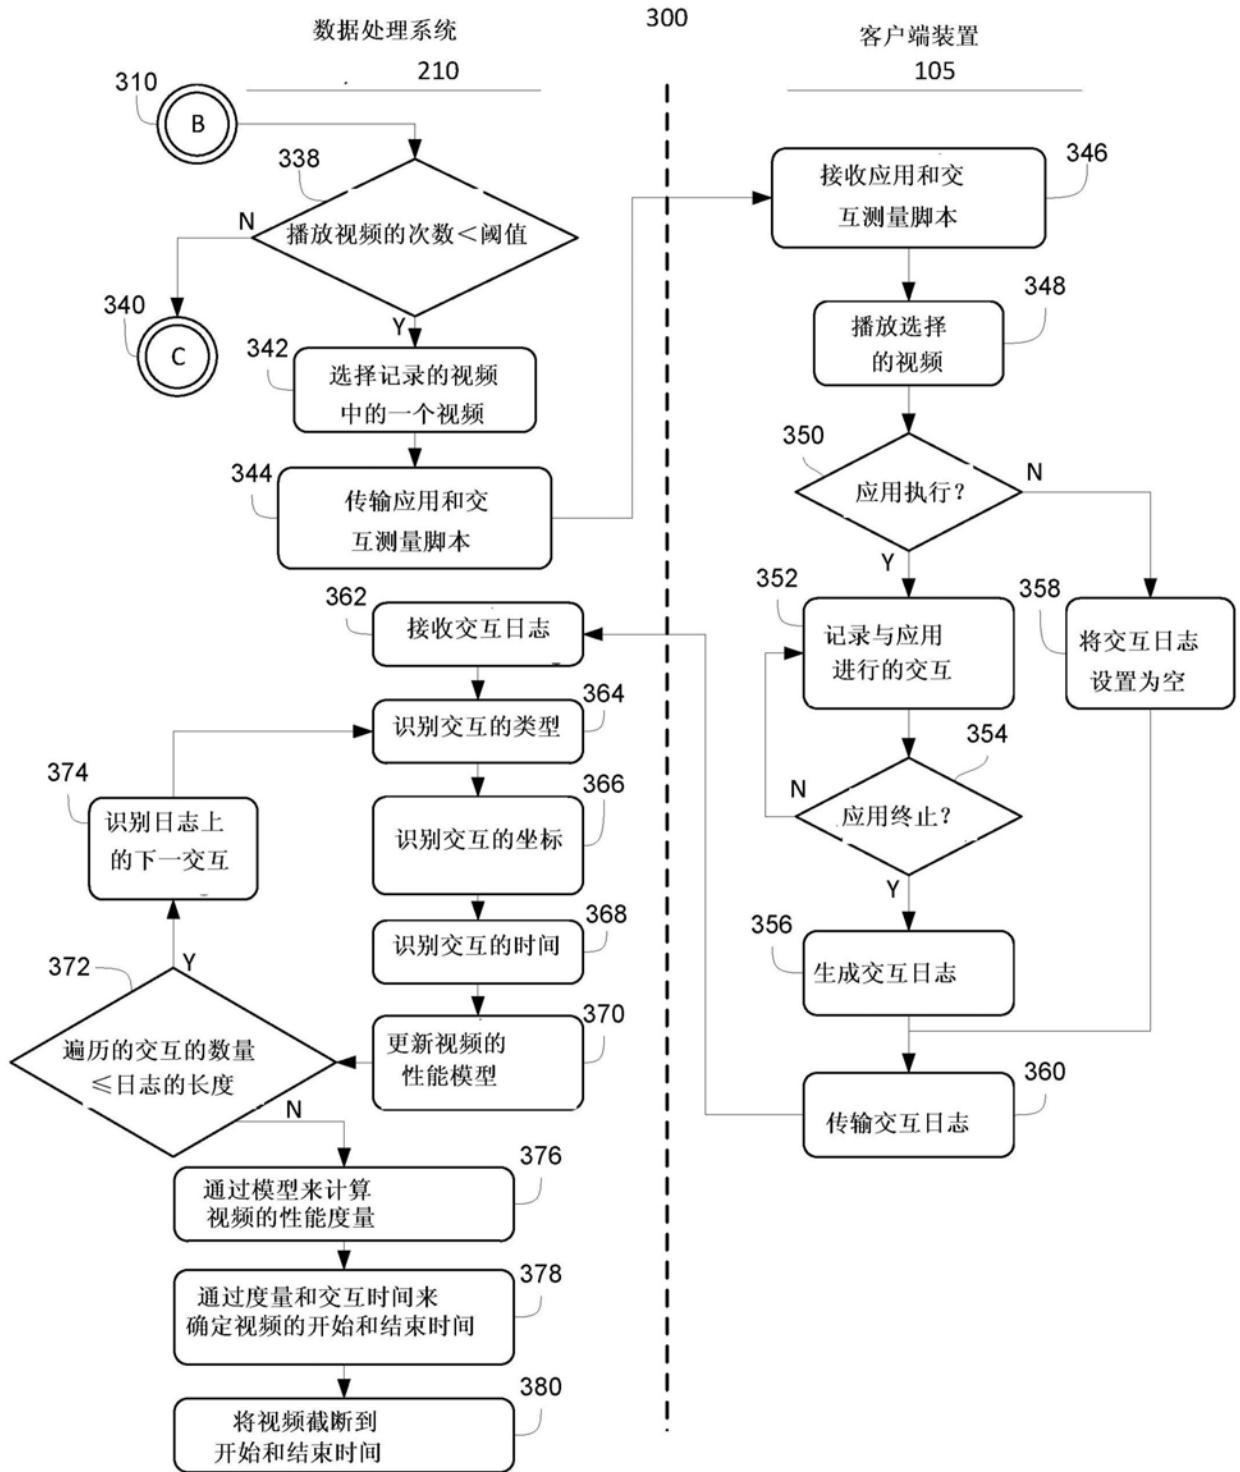 300
数据处理系统
210
客户端装置
105
310
B
338
播放视频的次数＜阈值
N
Y
340
C
342
选择记录的视频
中的一个视频
344
传输应用和交
互测量脚本
346
接收应用和交
互测量脚本
348
播放选择
的视频
350
应用执行？
N
Y
352
记录与应用
进行的交互
358
将交互日志
设置为空
354
应用终止？
N
Y
356
生成交互日志
360
传输交互日志
362
接收交互日志
364
识别交互的类型
366
识别交互的坐标
368
识别交互的时间
370
更新视频的
性能模型
372
遍历的交互的数量
≤日志的长度
Y
N
374
识别日志上
的下一交互
376
通过模型来计算
视频的性能度量
378
通过度量和交互时间来
确定视频的开始和结束时间
380
将视频截断到
开始和结束时间